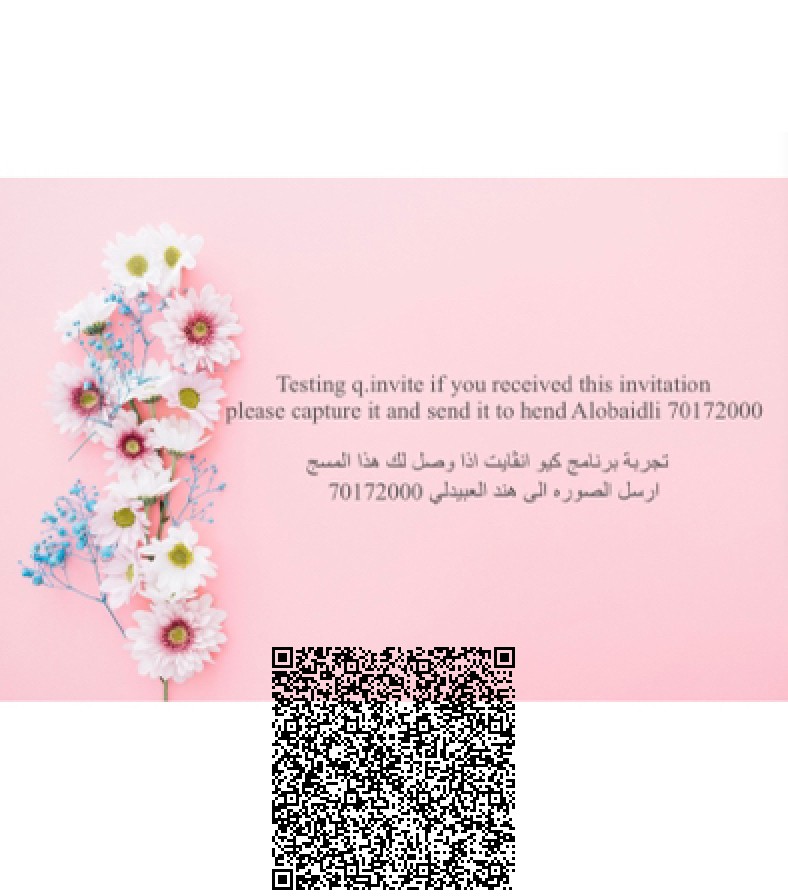 Testing q.invite if you received this invitation
please capture it and send it to hend Alobaidli 70172000
تجربة برنامج كيو انڤايت اذا وصل لك هذا المسج
ارسل الصوره الى هند العبيدلي 70172000